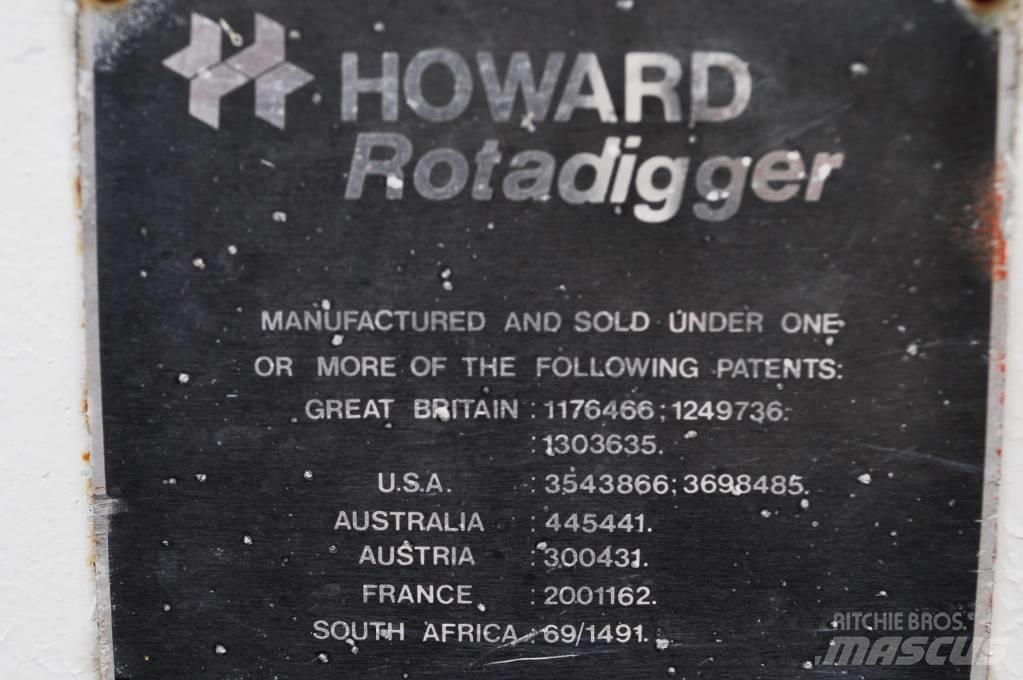 HOWARD
Rotadigger
MANUFACTURED AND SOLD UNDER ONE
OR MORE OF THE FOLLOWING PATENTS:
GREAT BRITAIN : 1176466; 1249736.
: 1303635.
U.S.A. : 3543866; 3698485.
AUSTRALIA : 445441.
AUSTRIA : 300431.
FRANCE : 2001162.
SOUTH AFRICA : 69/1491.
RITCHIE BROS.
MASCUS